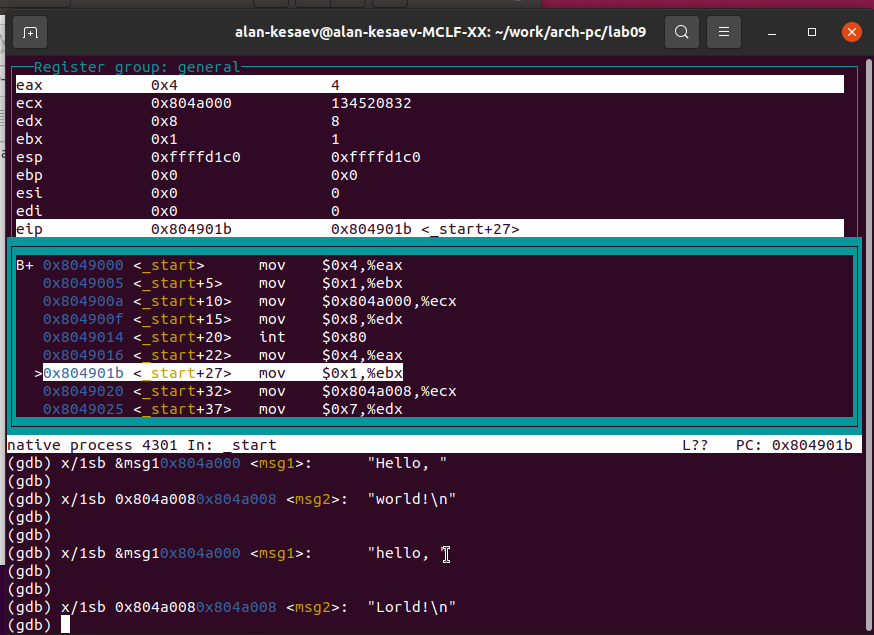 alan-kesaev@alan-kesaev-MCLF-XX: ~/work/arch-pc/lab09
Register group: general
eax 0x4 4
ecx 0x804a000 134520832
edx 0x8 8
ebx 0x1 1
esp 0xffffd1c0 0xffffd1c0
ebp 0x0 0x0
esi 0x0 0
edi 0x0 0
eip 0x804901b 0x804901b <_start+27>
B+ 0x8049000 <_start> mov $0x4,%eax
0x8049005 <_start+5> mov $0x1,%ebx
0x804900a <_start+10> mov $0x804a000,%ecx
0x804900f <_start+15> mov $0x8,%edx
0x8049014 <_start+20> int $0x80
0x8049016 <_start+22> mov $0x4,%eax
>0x804901b <_start+27> mov $0x1,%ebx
0x8049020 <_start+32> mov $0x804a008,%ecx
0x8049025 <_start+37> mov $0x7,%edx
native process 4301 In: _start L?? PC: 0x804901b
(gdb) x/1sb &msg10x804a000 <msg1>: "Hello, "
(gdb)
(gdb) x/1sb 0x804a0080x804a008 <msg2>: "world!\n"
(gdb)
(gdb)
(gdb) x/1sb &msg10x804a000 <msg1>: "hello, "
(gdb)
(gdb)
(gdb) x/1sb 0x804a0080x804a008 <msg2>: "Lorld!\n"
(gdb)